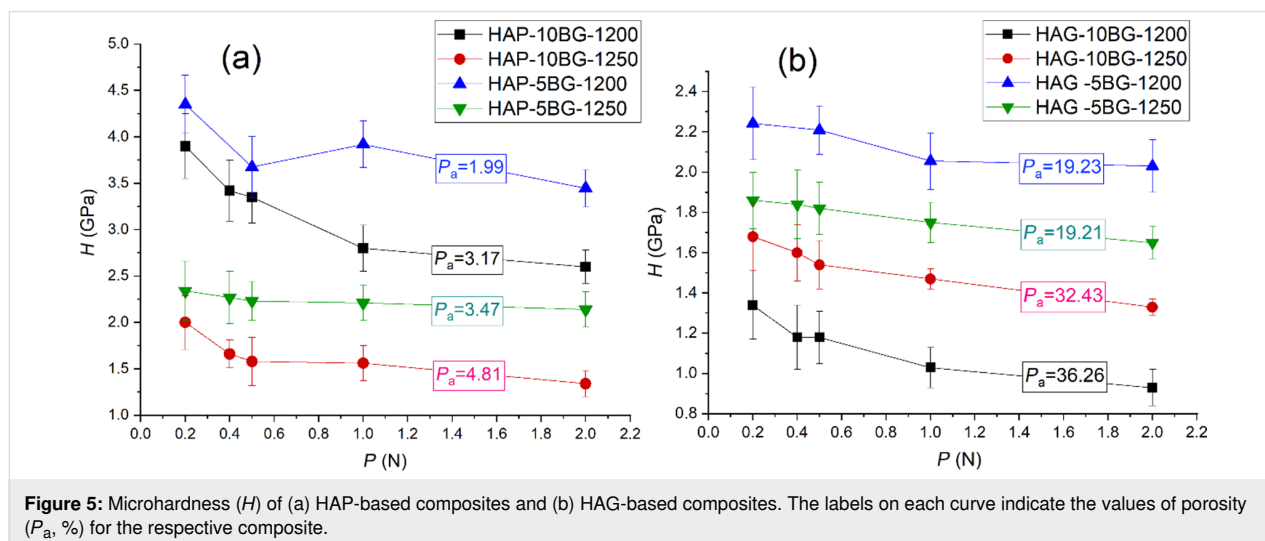 (a)
HAP-10BG-1200
HAP-10BG-1250
HAP-5BG-1200
HAP-5BG-1250
5.0
4.5
4.0
3.5
3.0
2.5
2.0
1.5
1.0
H (GPa)
Pa=1.99
Pa=3.17
Pa=3.47
Pa=4.81
0.0 0.2 0.4 0.6 0.8 1.0 1.2 1.4 1.6 1.8 2.0 2.2
P (N)
(b)
HAG-10BG-1200
HAG-10BG-1250
HAG -5BG-1200
HAG -5BG-1250
2.4
2.2
2.0
1.8
1.6
1.4
1.2
1.0
0.8
H (GPa)
Pa=19.23
Pa=19.21
Pa=32.43
Pa=36.26
0.0 0.2 0.4 0.6 0.8 1.0 1.2 1.4 1.6 1.8 2.0 2.2
P (N)
Figure 5: Microhardness (H) of (a) HAP-based composites and (b) HAG-based composites. The labels on each curve indicate the values of porosity
(Pa, %) for the respective composite.